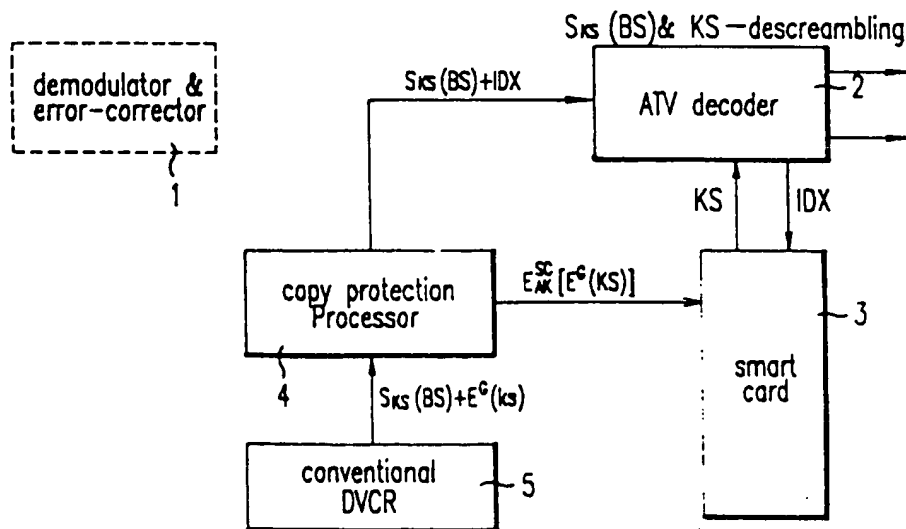 SKS (BS)& KS—descreambling
demodulator &
error-corrector
1
SKS(BS)+IDX
ATV decoder
2
KS
IDX
copy protection
Processor
4
E^SC_AK [E^G(KS)]
3
smart
card
SKS(BS)+E^G(ks)
conventional
DVCR
5